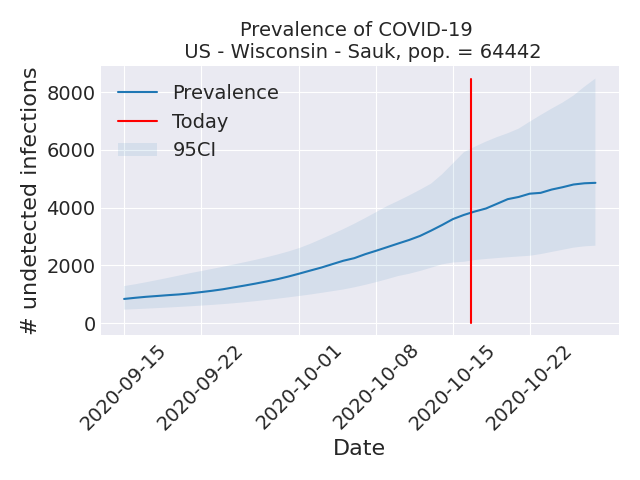 Prevalence of COVID-19
US - Wisconsin - Sauk, pop. = 64442
# undetected infections
8000
6000
4000
2000
0
Prevalence
Today
95CI
2020-09-15
2020-09-22
2020-10-01
2020-10-08
2020-10-15
2020-10-22
Date